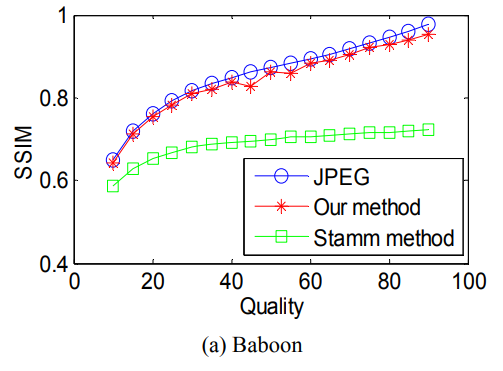 1
0.8
0.6
0.4
SSIM
0 20 40 60 80 100
Quality
JPEG
Our method
Stamm method
(a) Baboon